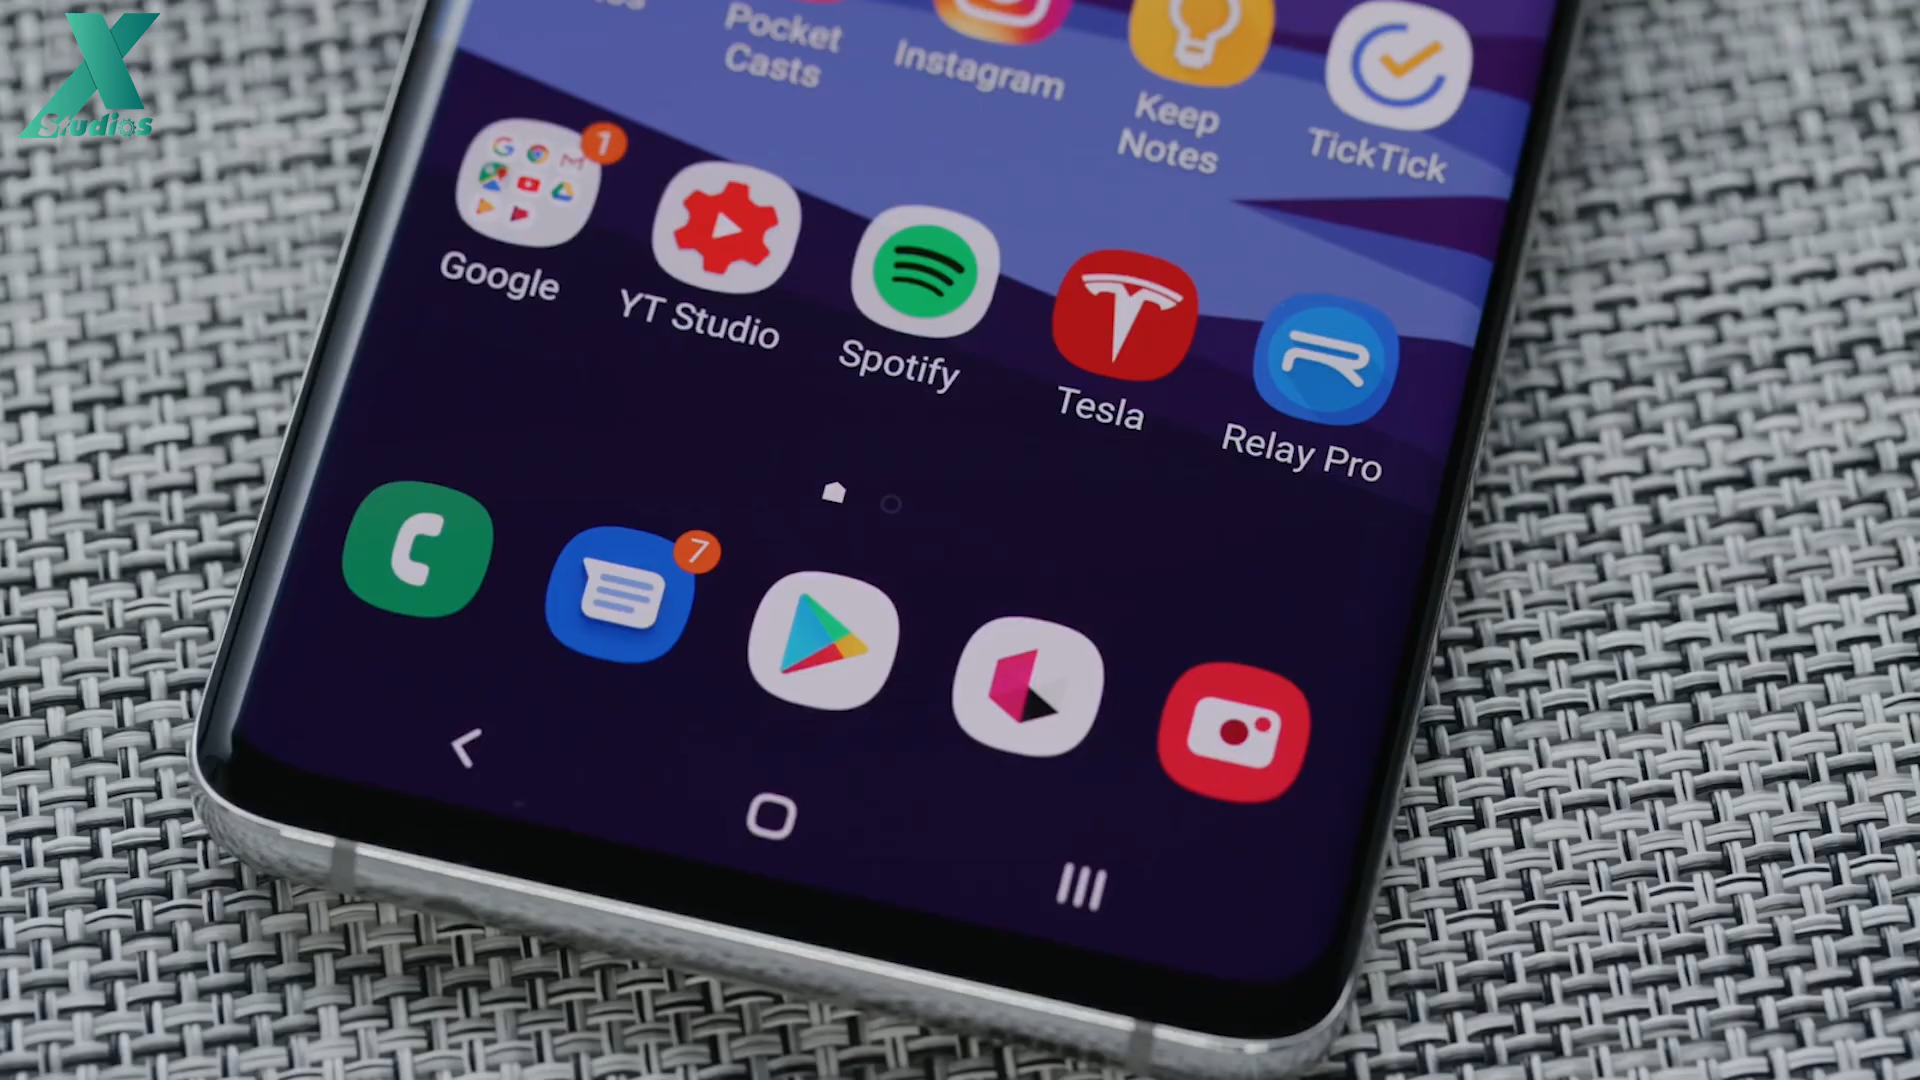 X
Studios
Pocket
Casts
Instagram
Keep
Notes
TickTick
1
Google
YT Studio
Spotify
Tesla
Relay Pro
7